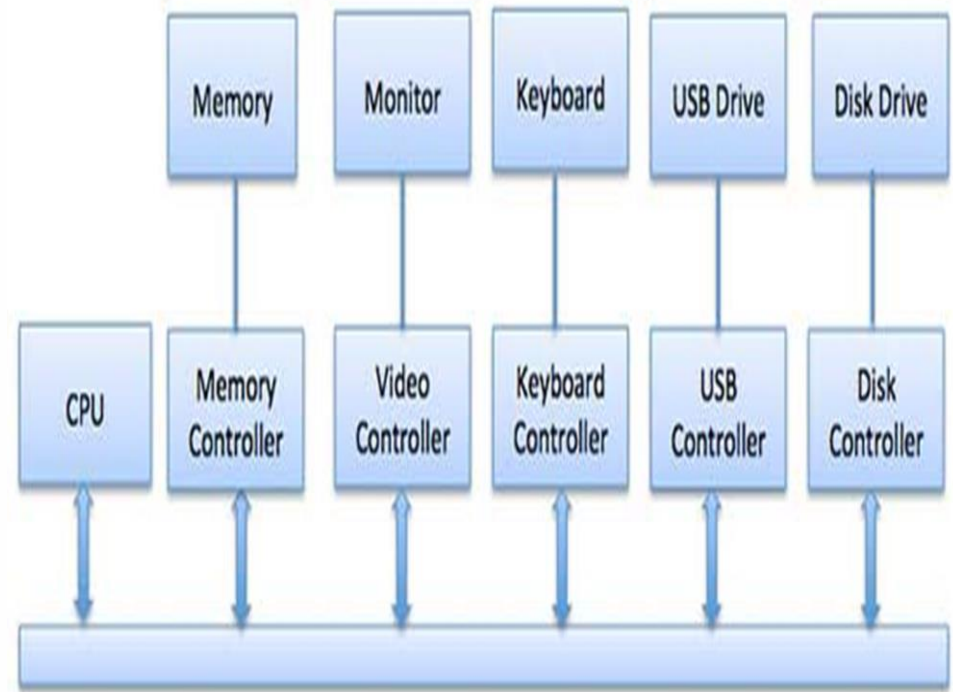 Memory
Monitor
Keyboard
USB Drive
Disk Drive
CPU
Memory
Controller
Video
Controller
Keyboard
Controller
USB
Controller
Disk
Controller